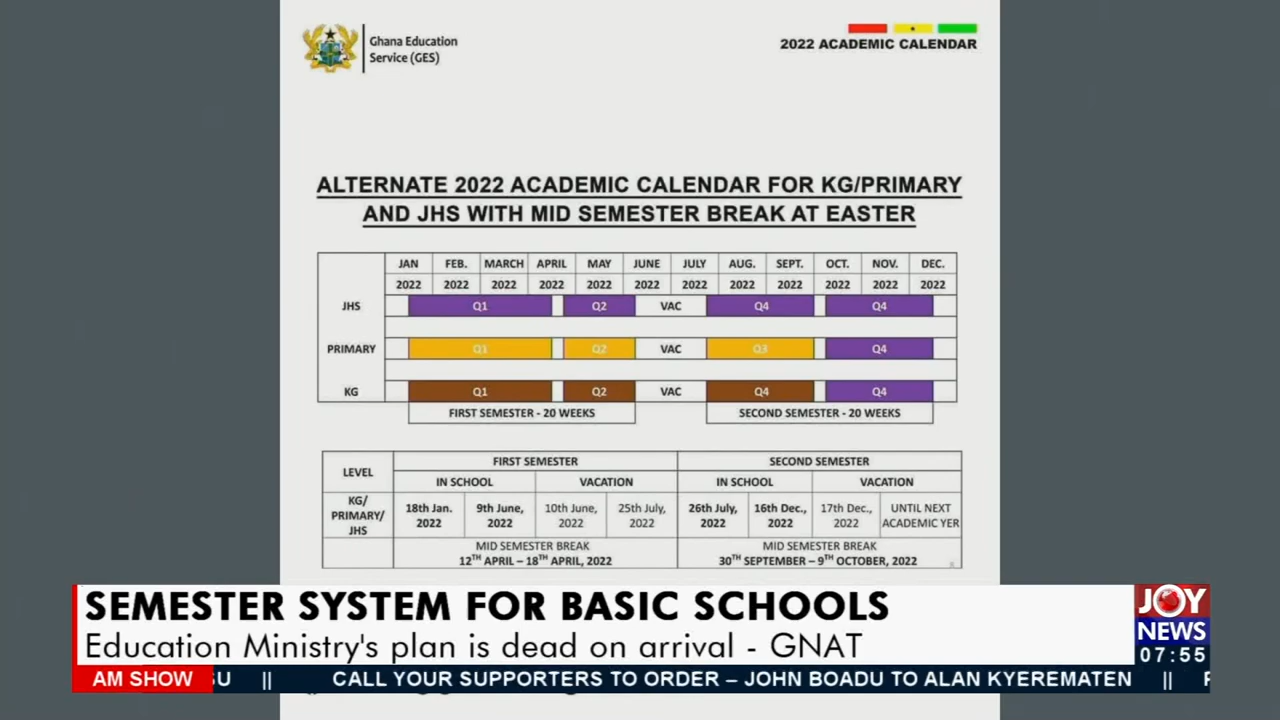 Ghana Education
Service (GES)
2022 ACADEMIC CALENDAR
ALTERNATE 2022 ACADEMIC CALENDAR FOR KG/PRIMARY
AND JHS WITH MID SEMESTER BREAK AT EASTER
JAN FEB. MARCH APRIL MAY JUNE JULY AUG. SEPT. OCT. NOV. DEC.
2022 2022 2022 2022 2022 2022 2022 2022 2022 2022 2022 2022
JHS Q1 Q2 VAC Q4 Q4
PRIMARY Q1 Q2 VAC Q3 Q4
KG Q1 Q2 VAC Q4 Q4
FIRST SEMESTER - 20 WEEKS SECOND SEMESTER - 20 WEEKS
LEVEL FIRST SEMESTER SECOND SEMESTER
IN SCHOOL VACATION IN SCHOOL VACATION
KG/
PRIMARY/
JHS
18th Jan. 9th June, 10th June, 25th July, 26th July, 16th Dec., 17th Dec., UNTIL NEXT
2022 2022 2022 2022 2022 2022 2022 ACADEMIC YER
MID SEMESTER BREAK MID SEMESTER BREAK
12TH APRIL – 18TH APRIL, 2022 30TH SEPTEMBER – 9TH OCTOBER, 2022
SEMESTER SYSTEM FOR BASIC SCHOOLS
Education Ministry's plan is dead on arrival - GNAT
JOY
NEWS
07:55
AM SHOW SU || CALL YOUR SUPPORTERS TO ORDER – JOHN BOADU TO ALAN KYEREMATEN ||